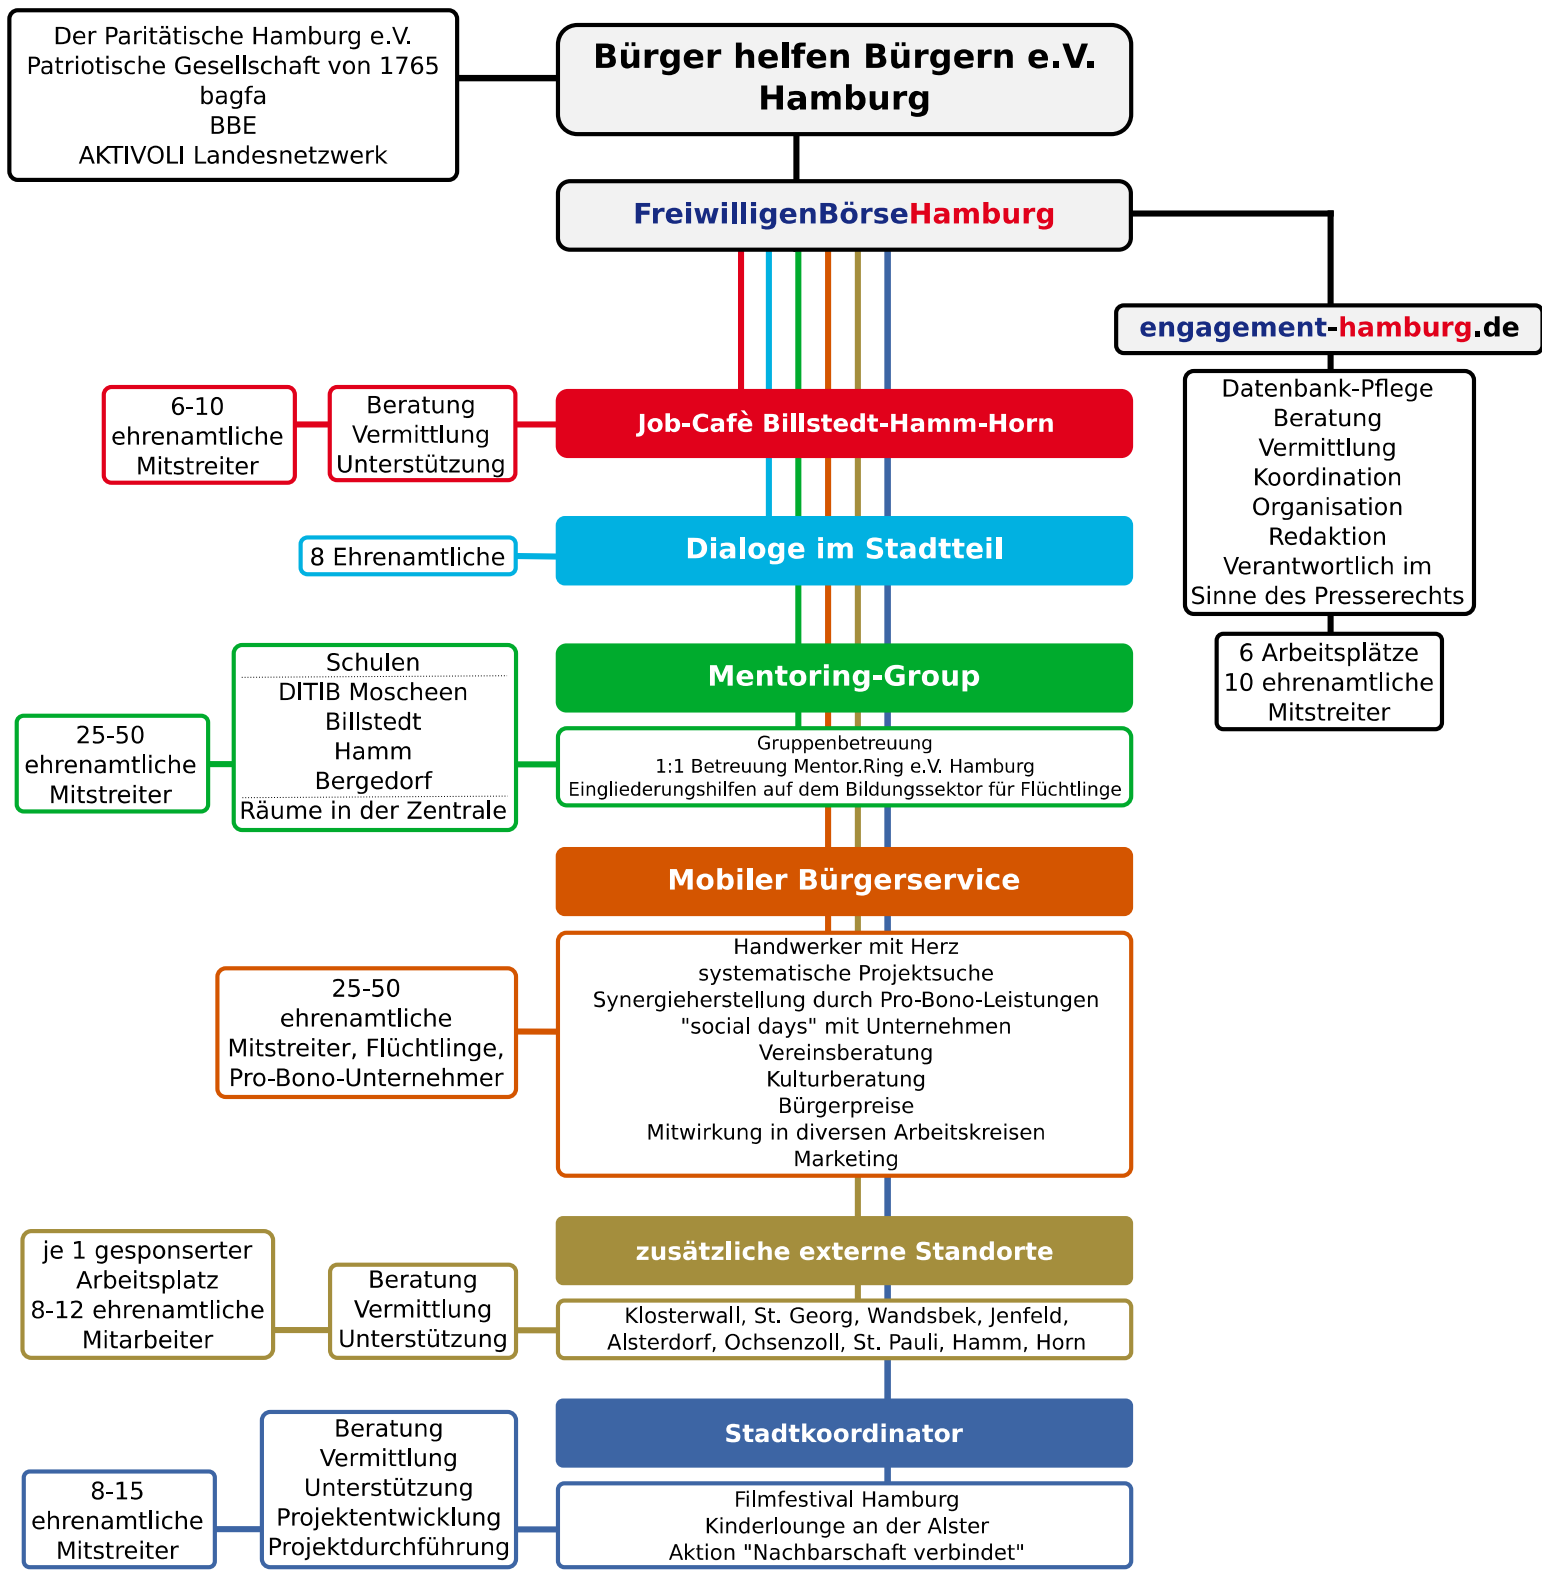 Der Paritätische Hamburg e.V.
Patriotische Gesellschaft von 1765
bagfa
BBE
AKTIVOLI Landesnetzwerk
Bürger helfen Bürgern e.V.
Hamburg
FreiwilligenBörseHamburg
engagement-hamburg.de
Datenbank-Pflege
Beratung
Vermittlung
Koordination
Organisation
Redaktion
Verantwortlich im
Sinne des Presserechts
6 Arbeitsplätze
10 ehrenamtliche
Mitstreiter
6-10
ehrenamtliche
Mitstreiter
Beratung
Vermittlung
Unterstützung
Job-Cafè Billstedt-Hamm-Horn
8 Ehrenamtliche
Dialoge im Stadtteil
25-50
ehrenamtliche
Mitstreiter
Schulen
DITIB Moscheen
Billstedt
Hamm
Bergedorf
Räume in der Zentrale
Mentoring-Group
Gruppenbetreuung
1:1 Betreuung Mentor.Ring e.V. Hamburg
Eingliederungshilfen auf dem Bildungssektor für Flüchtlinge
Mobiler Bürgerservice
25-50
ehrenamtliche
Mitstreiter, Flüchtlinge,
Pro-Bono-Unternehmer
Handwerker mit Herz
systematische Projektsuche
Synergieherstellung durch Pro-Bono-Leistungen
"social days" mit Unternehmen
Vereinsberatung
Kulturberatung
Bürgerpreise
Mitwirkung in diversen Arbeitskreisen
Marketing
je 1 gesponserter
Arbeitsplatz
8-12 ehrenamtliche
Mitarbeiter
Beratung
Vermittlung
Unterstützung
zusätzliche externe Standorte
Klosterwall, St. Georg, Wandsbek, Jenfeld,
Alsterdorf, Ochsenzoll, St. Pauli, Hamm, Horn
8-15
ehrenamtliche
Mitstreiter
Beratung
Vermittlung
Unterstützung
Projektentwicklung
Projektdurchführung
Stadtkoordinator
Filmfestival Hamburg
Kinderlounge an der Alster
Aktion "Nachbarschaft verbindet"